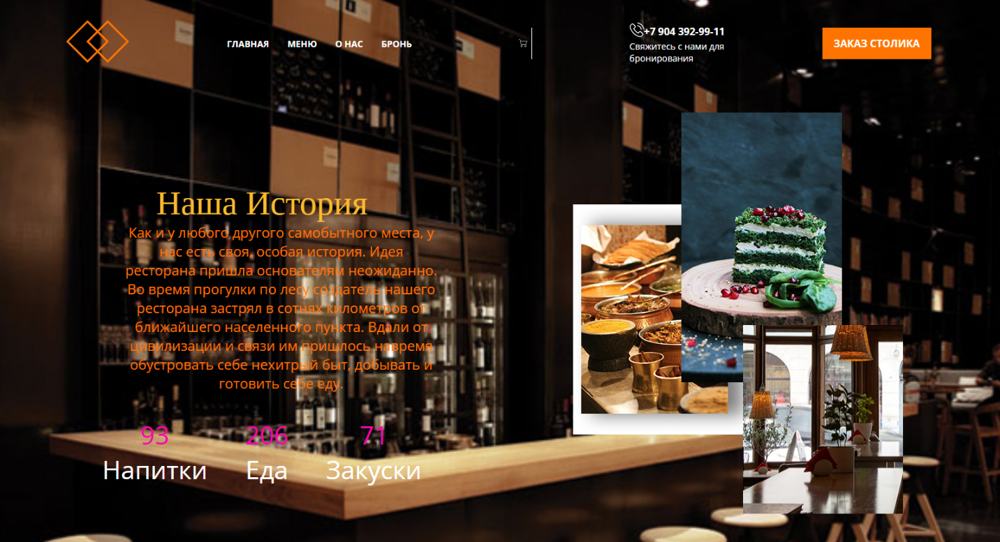 ГЛАВНАЯ МЕНЮ О НАС БРОНЬ
+7 904 392-99-11
Свяжитесь с нами для
бронирования
ЗАКАЗ СТОЛИКА
Наша История
Как и у любого другого самобытного места, у
нас есть своя, особая история. Идея
ресторана пришла основателям неожиданно.
Во время прогулки по лесу создатель нашего
ресторана застрял в сотнях километров от
ближайшего населенного пункта. Вдали от
цивилизации и связи им пришлось навремя
обустровать себе нехитрый быт, добывать и
готовить себе еду.
93 206 71
Напитки Еда Закуски